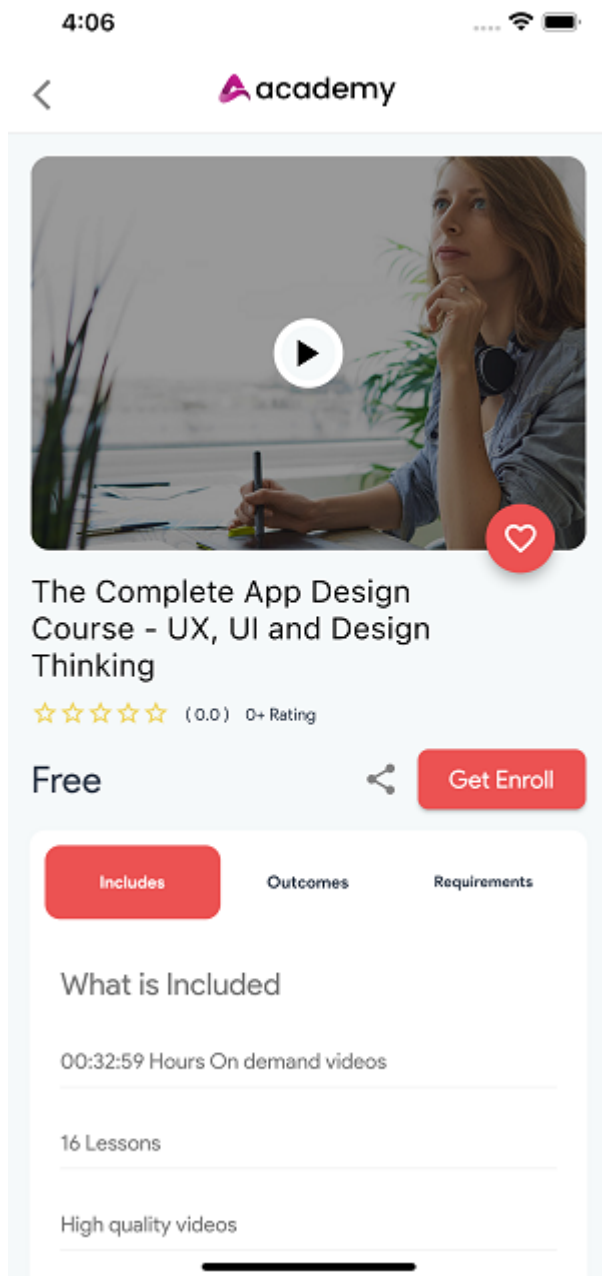 4:06
academy
The Complete App Design
Course - UX, UI and Design
Thinking
(0.0) 0+ Rating
Free
Get Enroll
Includes Outcomes Requirements
What is Included
00:32:59 Hours On demand videos
16 Lessons
High quality videos